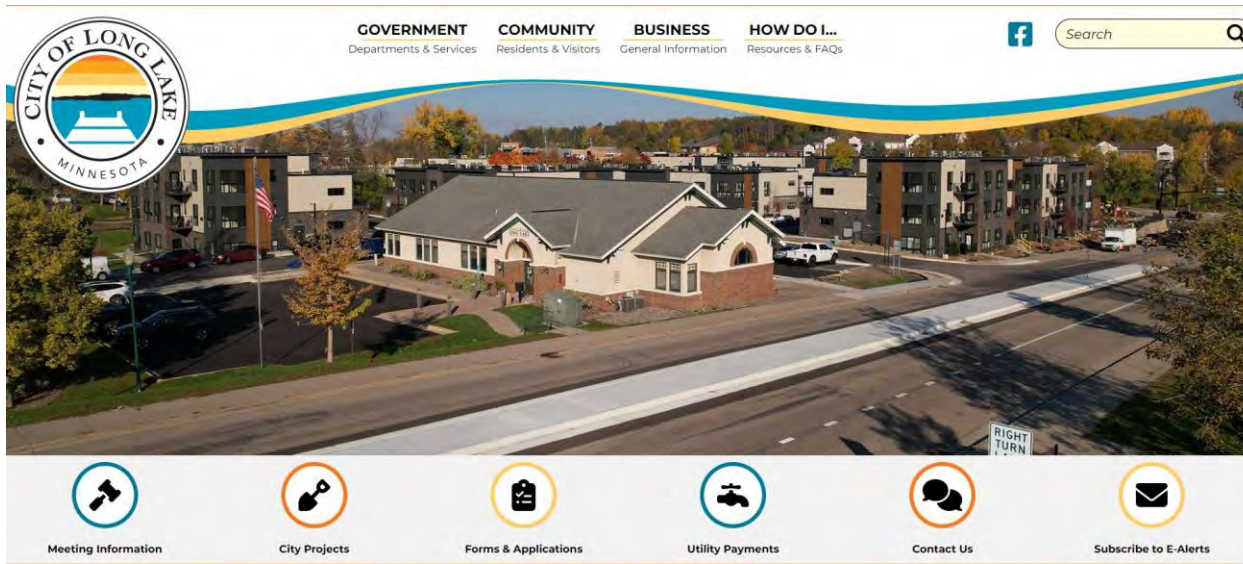 CITY OF LONG LAKE
MINNESOTA
GOVERNMENT
Departments & Services
COMMUNITY
Residents & Visitors
BUSINESS
General Information
HOW DO I...
Resources & FAQs
Search
RIGHT
TURN
Meeting Information
City Projects
Forms & Applications
Utility Payments
Contact Us
Subscribe to E-Alerts